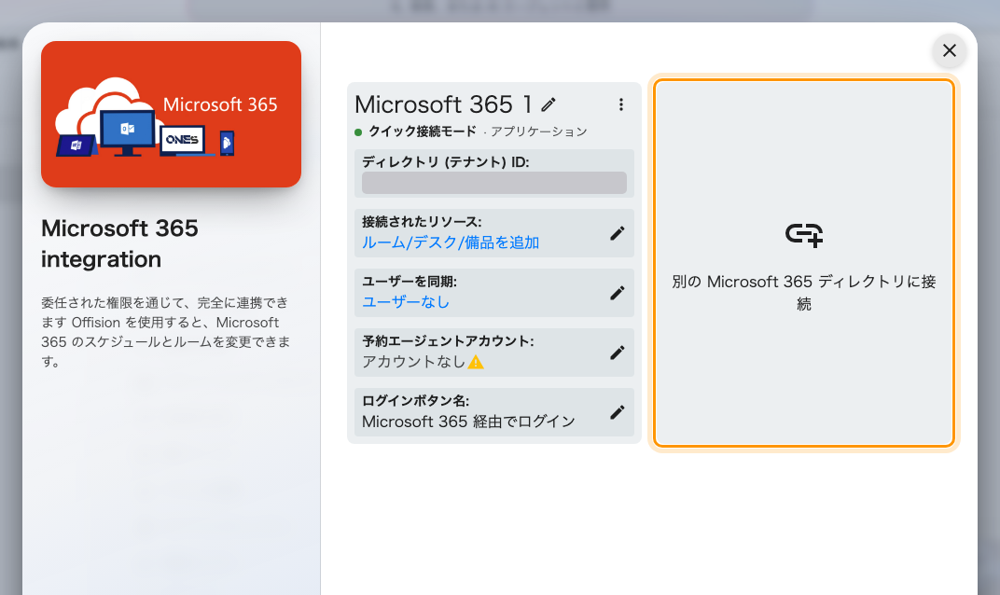 Microsoft 365
ONES
Microsoft 365
integration
委任された権限を通じて、完全に連携でき
ます Offision を使用すると、Microsoft
365 のスケジュールとルームを変更できま
す。
Microsoft 365 1
クイック接続モード · アプリケーション
ディレクトリ (テナント) ID:
接続されたリソース:
ルーム/デスク/備品を追加
ユーザーを同期:
ユーザーなし
予約エージェントアカウント:
アカウントなし
ログインボタン名:
Microsoft 365 経由でログイン
別の Microsoft 365 ディレクトリに接
続